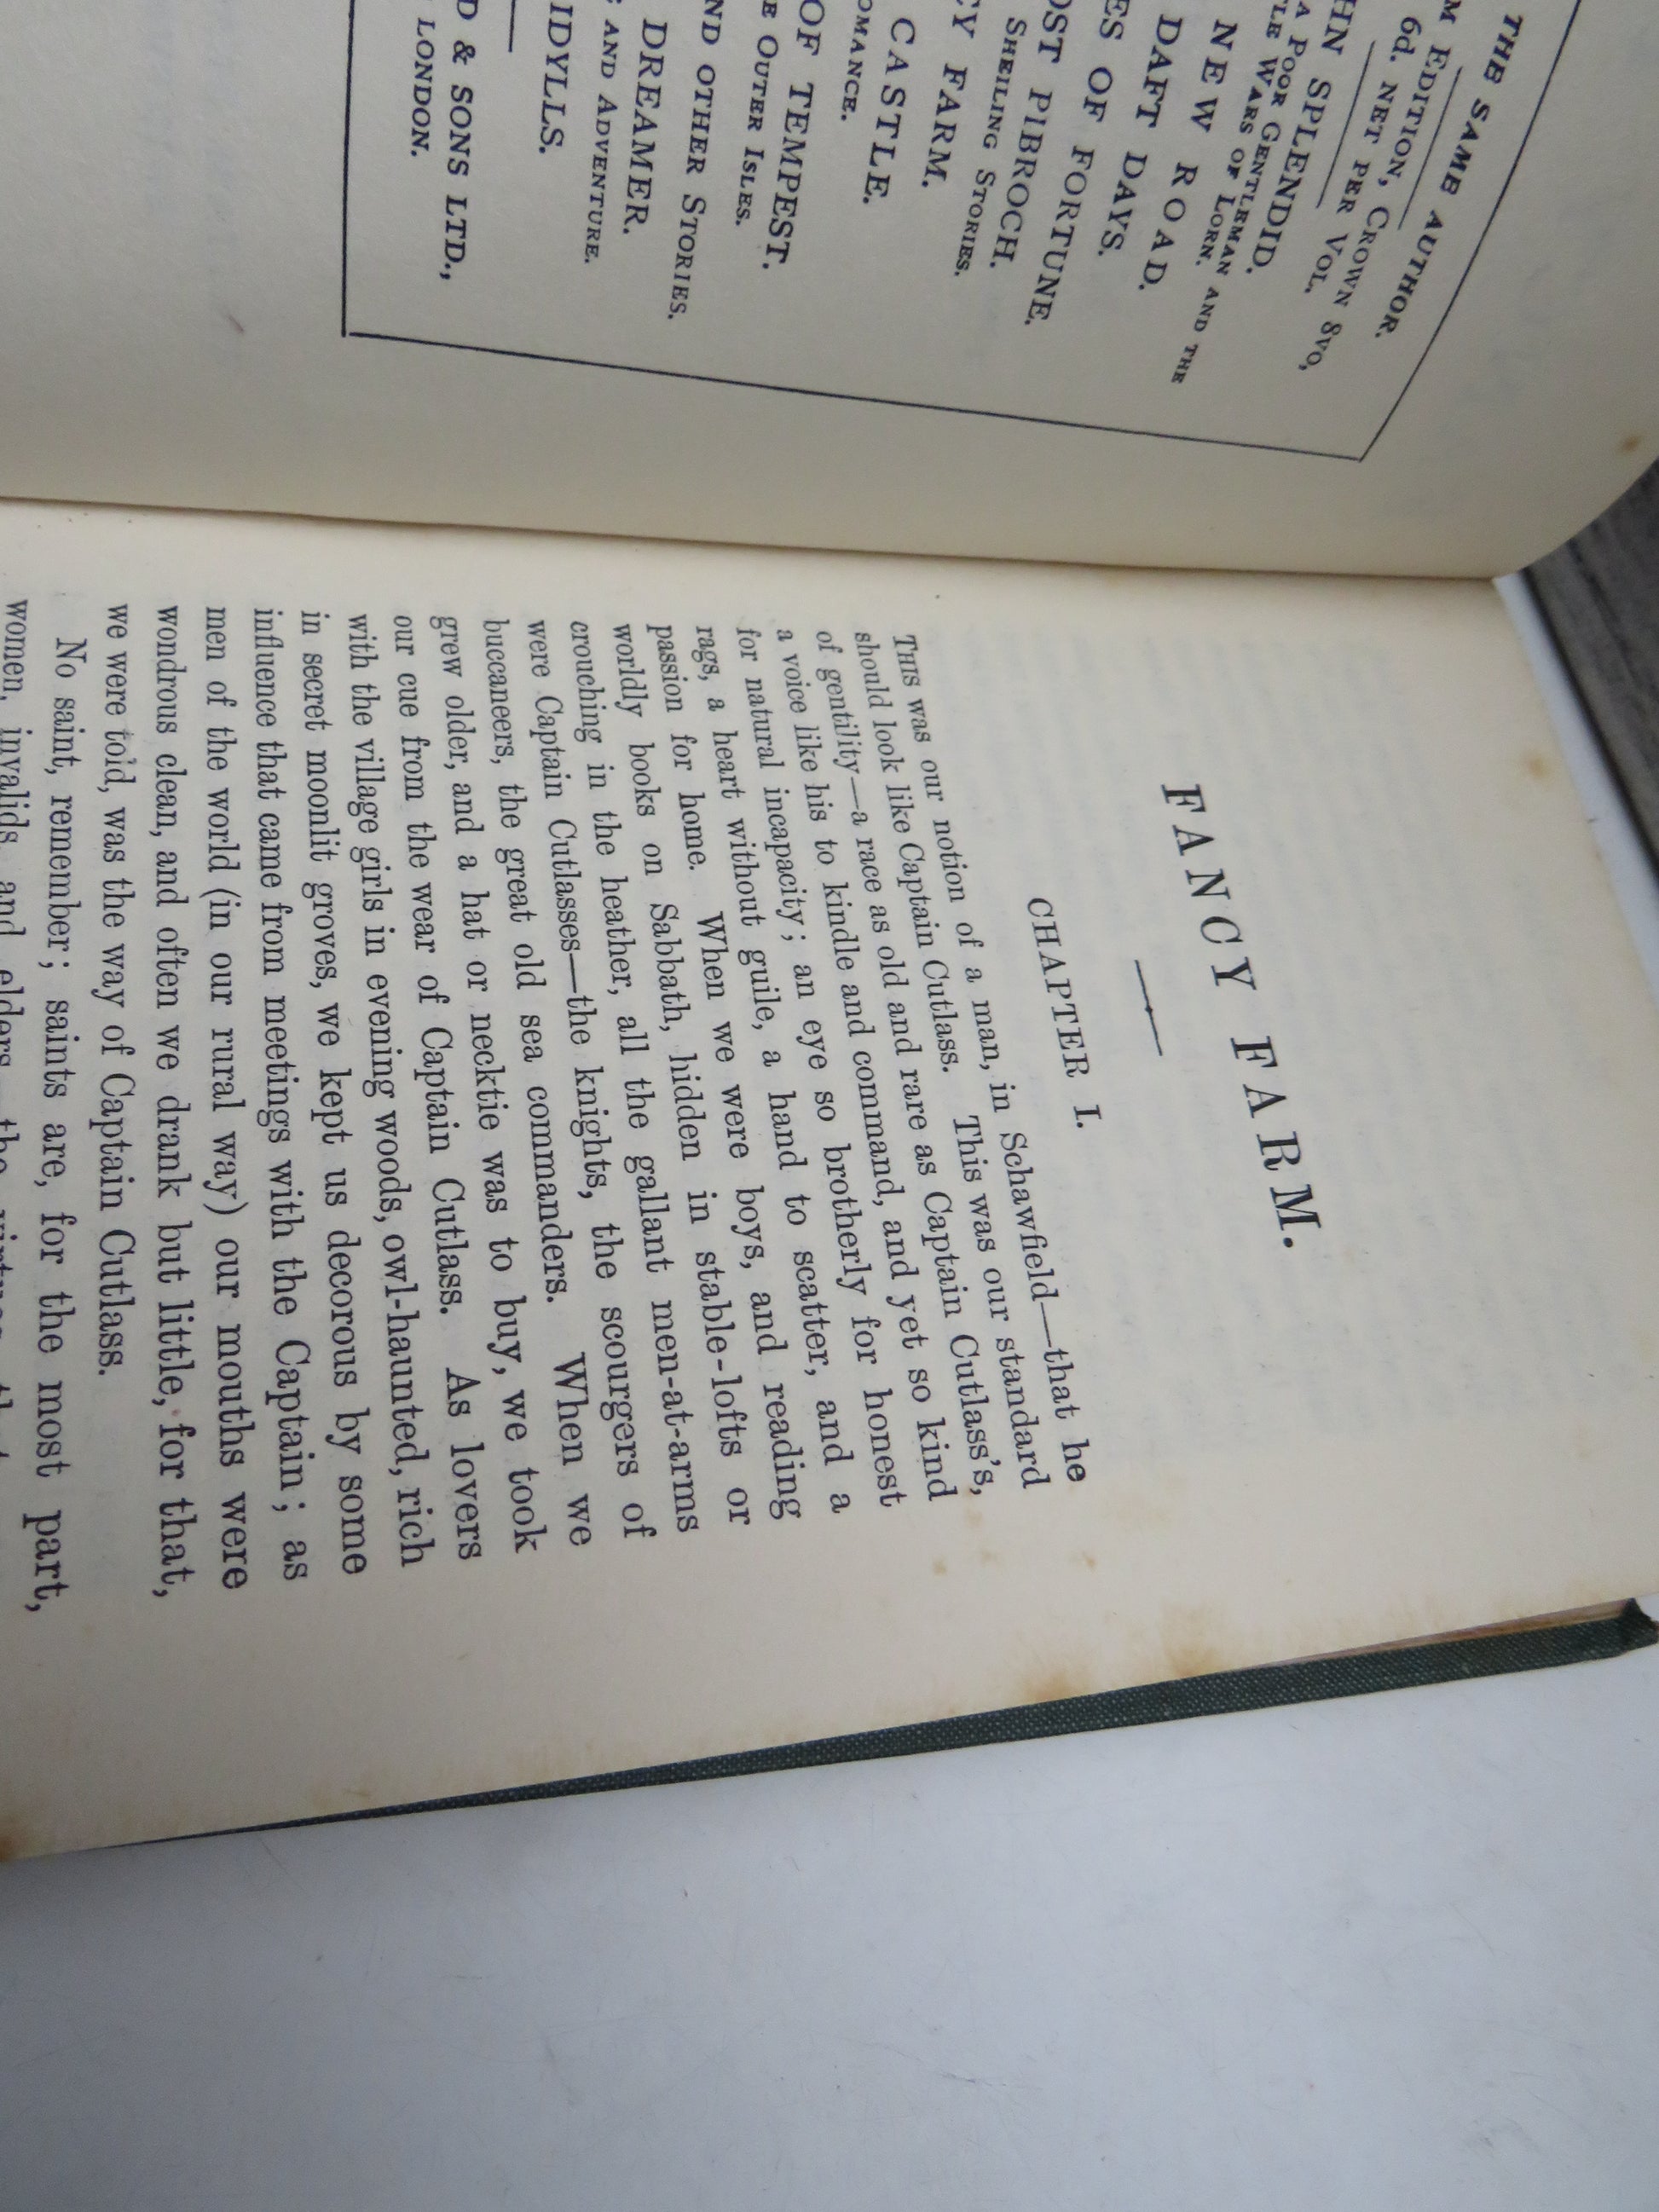 THE SAME AUTHOR.
EDITION, CROWN 8VO,
6d. NET PER VOL.
SPLENDID.
A POOR GENTLEMAN AND THE
WARS OF LORN.
NEW ROAD.
DAFT DAYS.
OF FORTUNE.
PIBROCH.
SHEILING STORIES.
FARM.
CASTLE.
OF TEMPEST.
OUTER ISLES.
OTHER STORIES.
DREAMER.
AND ADVENTURE.
IDYLLS.
& SONS LTD.,
LONDON.
FANCY FARM.
CHAPTER I.
THIS was our notion of a man, in Schawfield—that he
should look like Captain Cutlass. This was our standard
of gentility—a race as old and rare as Captain Cutlass's,
a voice like his to kindle and command, and yet so kind
for natural incapacity; an eye so brotherly for honest
rags, a heart without guile, a hand to scatter, and a
passion for home. When we were boys, and reading
worldly books on Sabbath, hidden in stable-lofts or
crouching in the heather, all the gallant men-at-arms
were Captain Cutlasses—the knights, the scourgers of
buccaneers, the great old sea commanders. When we
grew older, and a hat or necktie was to buy, we took
our cue from the wear of Captain Cutlass. As lovers
with the village girls in evening woods, owl-haunted, rich
in secret moonlit groves, we kept us decorous by some
influence that came from meetings with the Captain; as
men of the world (in our rural way) our mouths were
wondrous clean, and often we drank but little, for that,
we were told, was the way of Captain Cutlass.
No saint, remember; saints are, for the most part,
women, invalids and elders